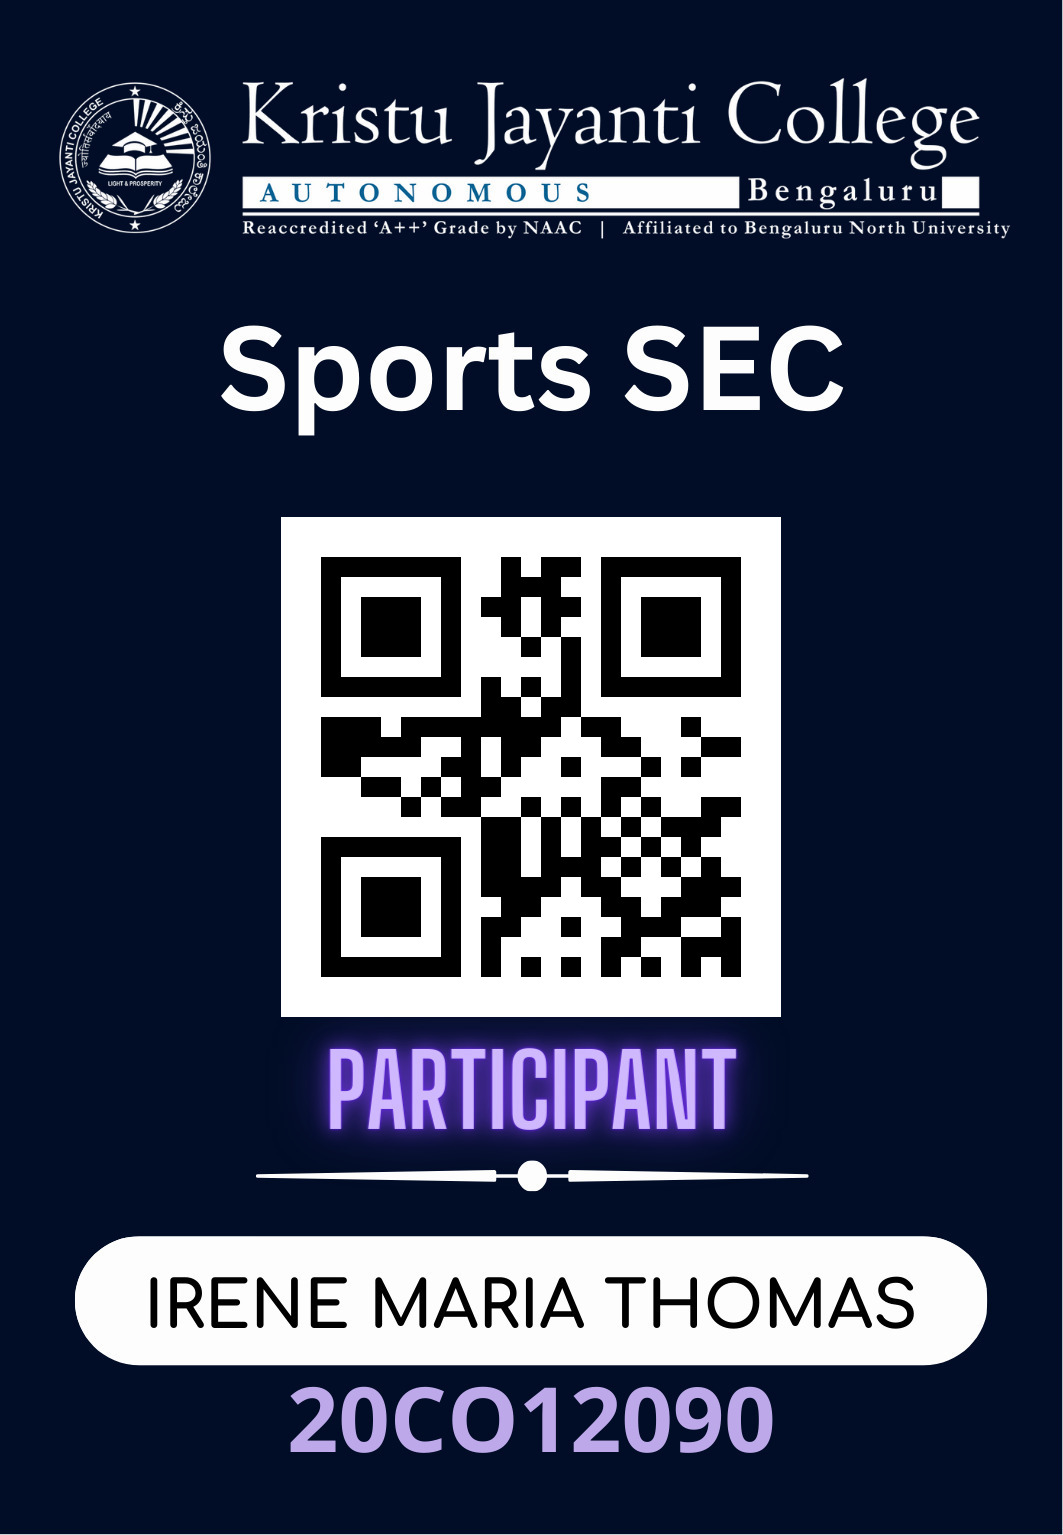 KRISTU JAYANTI COLLEGE
ಕ್ರಿಸ್ತು ಜಯಂತಿ ಕಾಲೇಜು
LIGHT & PROSPERITY
Kristu Jayanti College
AUTONOMOUS Bengaluru
Reaccredited ‘A++’ Grade by NAAC | Affiliated to Bengaluru North University
Sports SEC
PARTICIPANT
IRENE MARIA THOMAS
20CO12090